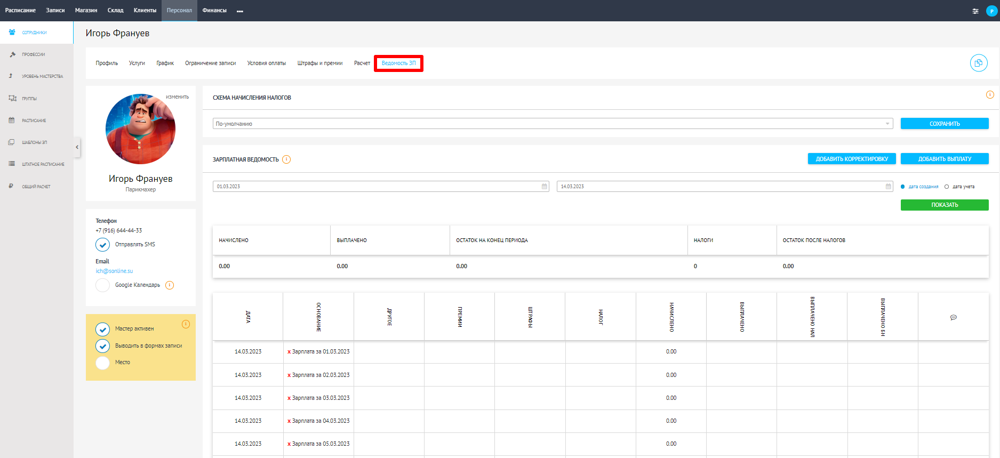 Расписание Записи Магазин Склад Клиенты Персонал Финансы
P
СОТРУДНИКИ
ПРОФЕССИИ
УРОВЕНЬ МАСТЕРСТВА
ГРУППЫ
РАСПИСАНИЕ
ШАБЛОНЫ ЗП
ШТАТНОЕ РАСПИСАНИЕ
ОБЩИЙ РАСЧЕТ
Игорь Франуев
Профиль Услуги График Ограничение записи Условия оплаты Штрафы и премии Расчет Ведомость ЗП
изменить
Игорь Франуев
Парикмахер
Телефон
+7 (916) 644-44-33
Отправлять SMS
Email
ich@sonline.su
Google Календарь
Мастер активен
Выводить в формах записи
Место
СХЕМА НАЧИСЛЕНИЯ НАЛОГОВ
По-умолчанию СОХРАНИТЬ
ЗАРПЛАТНАЯ ВЕДОМОСТЬ ДОБАВИТЬ КОРРЕКТИРОВКУ ДОБАВИТЬ ВЫПЛАТУ
01.03.2023 14.03.2023 дата создания дата учета
ПОКАЗАТЬ
НАЧИСЛЕНО ВЫПЛАЧЕНО ОСТАТОК НА КОНЕЦ ПЕРИОДА НАЛОГИ ОСТАТОК ПОСЛЕ НАЛОГОВ
0.00 0.00 0.00 0 0.00
ДАТА ОСНОВАНИЕ ДРУГОЕ ПРЕМИИ ШТРАФЫ НАЛОГ НАЧИСЛЕНО ВЫПЛАЧЕНО ВЫПЛАЧЕНО НАЛ ВЫПЛАЧЕНО БН
14.03.2023 x Зарплата за 01.03.2023 0.00
14.03.2023 x Зарплата за 02.03.2023 0.00
14.03.2023 x Зарплата за 03.03.2023 0.00
14.03.2023 x Зарплата за 04.03.2023 0.00
14.03.2023 x Зарплата за 05.03.2023 0.00